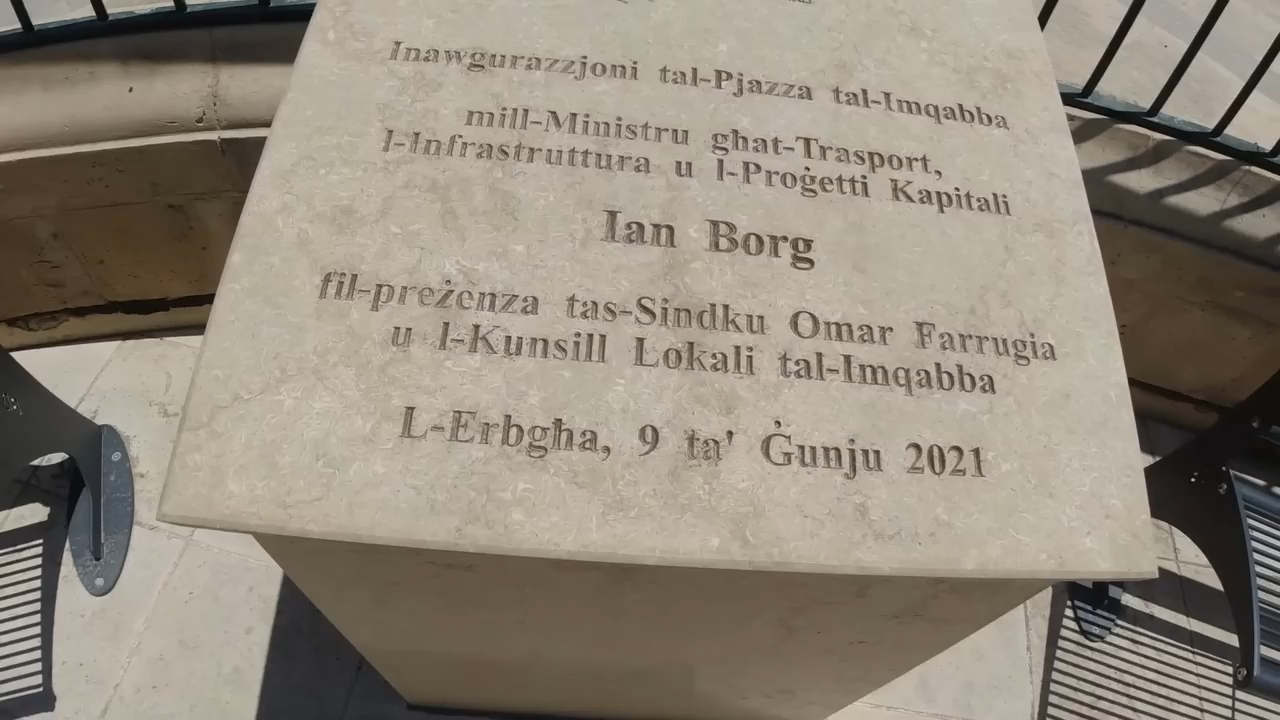 Inawgurazzjoni tal-Pjazza tal-Imqabba
mill-Ministru għat-Trasport,
l-Infrastruttura u l-Proġetti Kapitali
Ian Borg
fil-preżenza tas-Sindku Omar Farrugia
u l-Kunsill Lokali tal-Imqabba
L-Erbgħa, 9 ta' Ġunju 2021